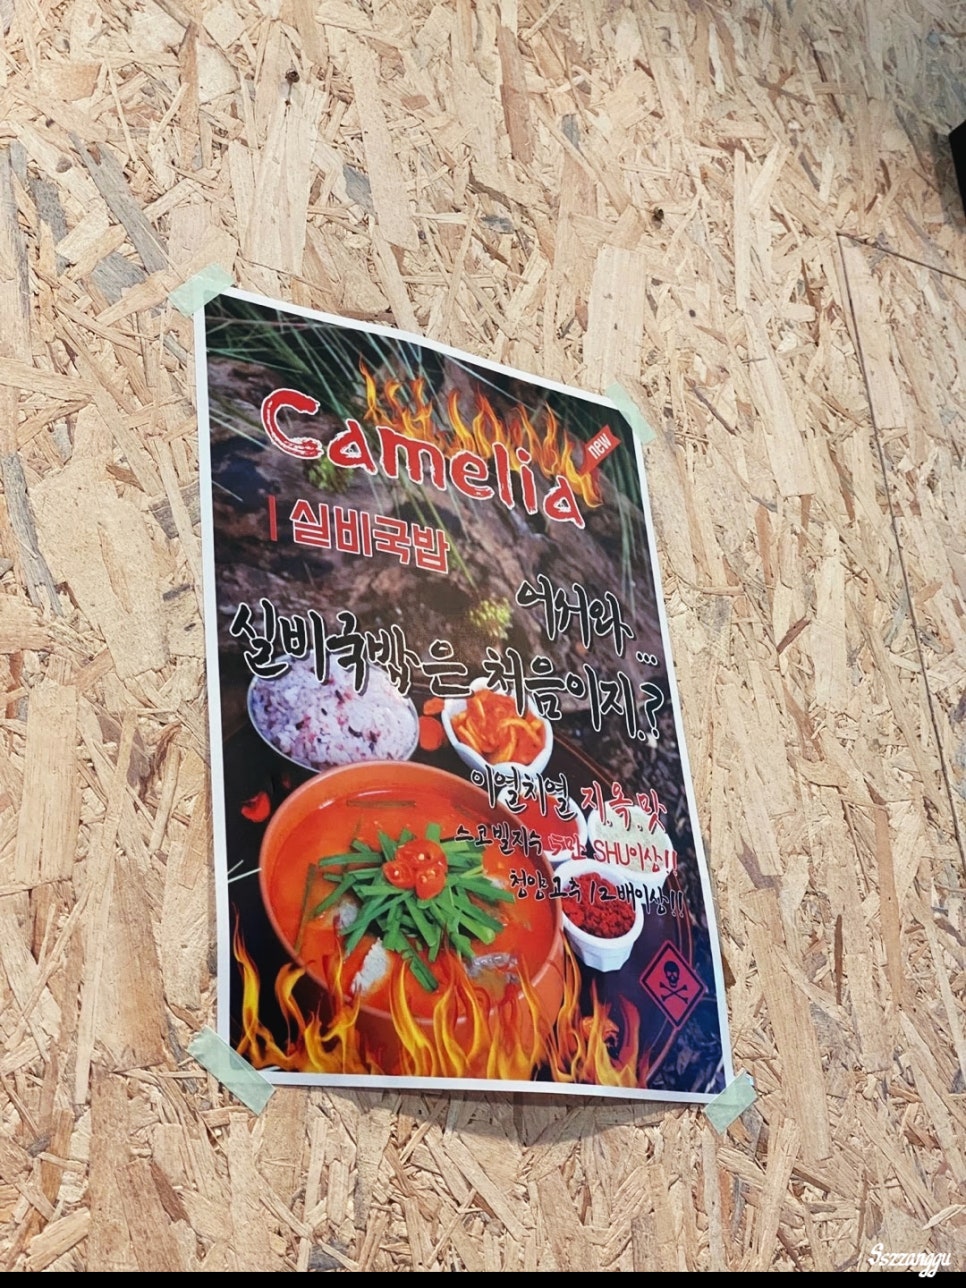 Camelia
new
실비국밥
어서와...
실비국밥은 처음이지?
이열치열 지옥맛
스코빌지수 5만 SHU이상!!
청양고추 12배이상!!
Sszzanggu